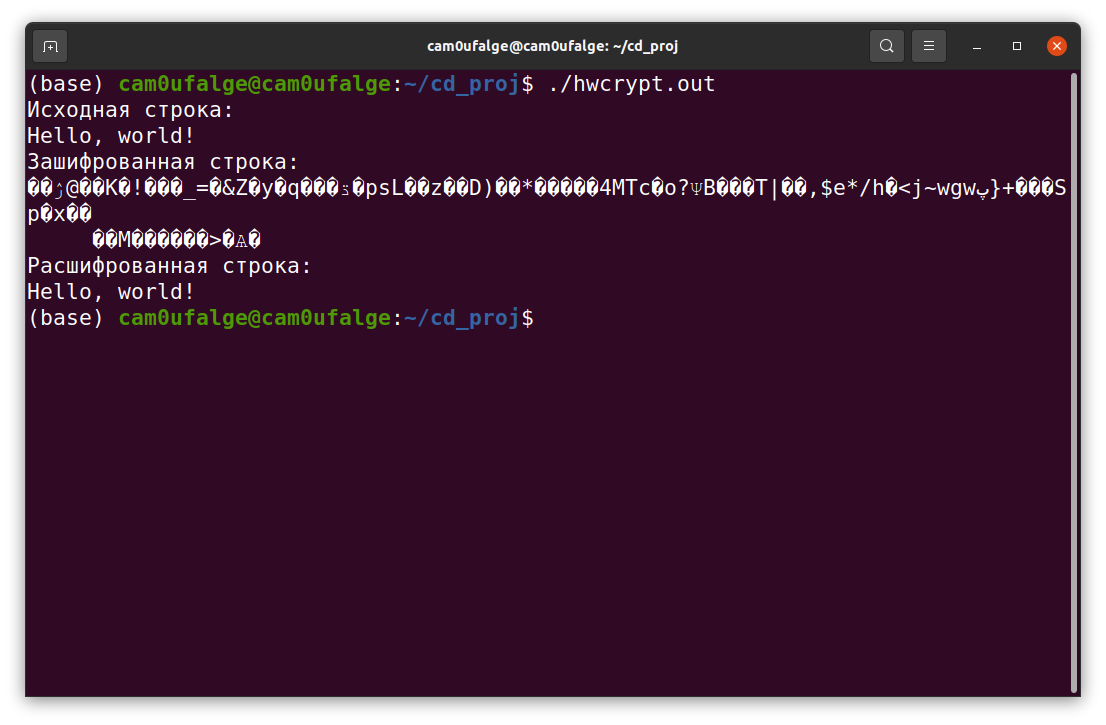 cam0ufalge@cam0ufalge: ~/cd_proj
(base) cam0ufalge@cam0ufalge:~/cd_proj$ ./hwcrypt.out
Исходная строка:
Hello, world!
Зашифрованная строка:
��ۯ@��K�!���_=�&Z�y�q���ػ�psL��z��D)��*�����4MTc�o?ѰB���T|��,$e*/h�<j~wgwپ}+���S
p�x��
��M������>�Ѧ�
Расшифрованная строка:
Hello, world!
(base) cam0ufalge@cam0ufalge:~/cd_proj$